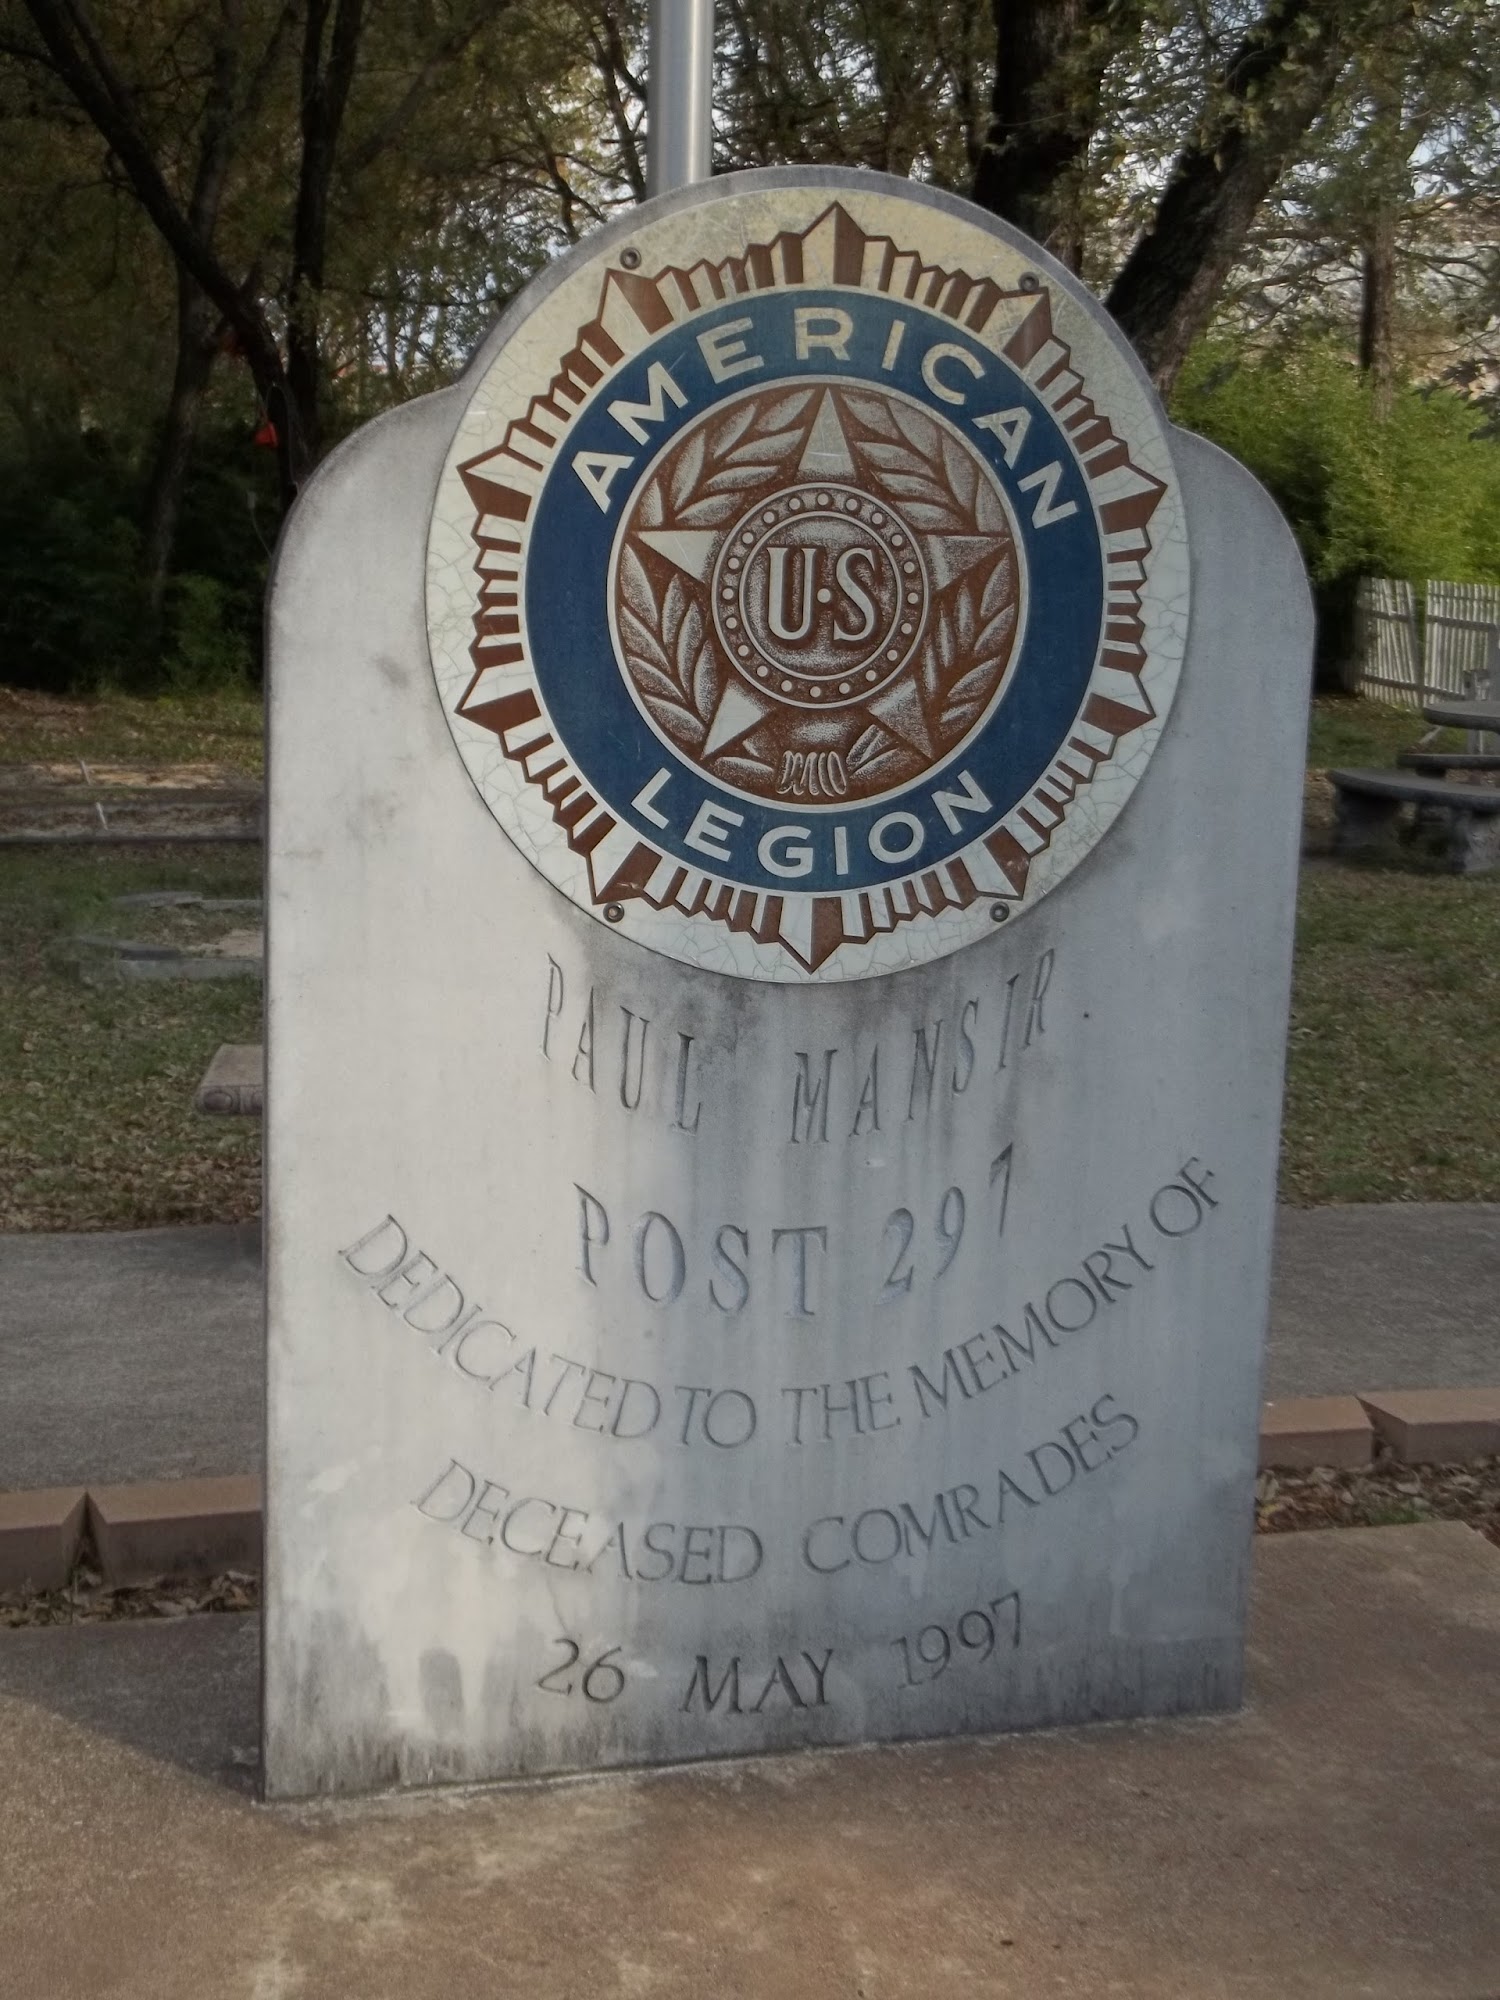 AMERICAN
U·S
LEGION
PAUL MANSIR
POST 297
DEDICATED TO THE MEMORY OF
DECEASED COMRADES
26 MAY 1997